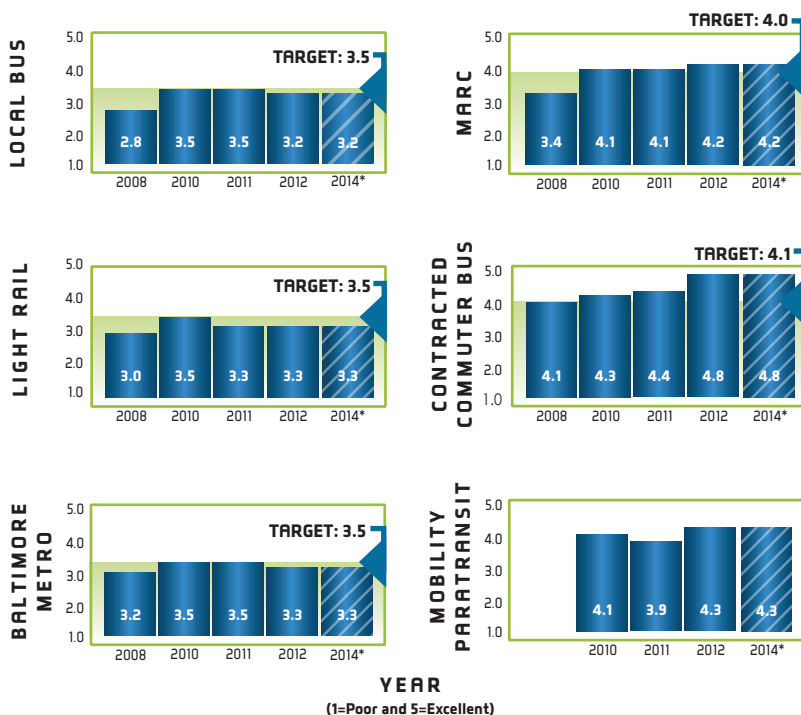 LOCAL BUS
TARGET: 3.5
5.0
4.0
3.0
2.0
1.0
2.8
3.5
3.5
3.2
3.2
2008 2010 2011 2012 2014*
MARC
TARGET: 4.0
5.0
4.0
3.0
2.0
1.0
3.4
4.1
4.1
4.2
4.2
2008 2010 2011 2012 2014*
LIGHT RAIL
TARGET: 3.5
5.0
4.0
3.0
2.0
1.0
3.0
3.5
3.3
3.3
3.3
2008 2010 2011 2012 2014*
CONTRACTED
COMMUTER BUS
TARGET: 4.1
5.0
4.0
3.0
2.0
1.0
4.1
4.3
4.4
4.8
4.8
2008 2010 2011 2012 2014*
BALTIMORE
METRO
TARGET: 3.5
5.0
4.0
3.0
2.0
1.0
3.2
3.5
3.5
3.3
3.3
2008 2010 2011 2012 2014*
MOBILITY
PARATRANSIT
5.0
4.0
3.0
2.0
1.0
4.1
3.9
4.3
4.3
2010 2011 2012 2014*
YEAR
(1=Poor and 5=Excellent)